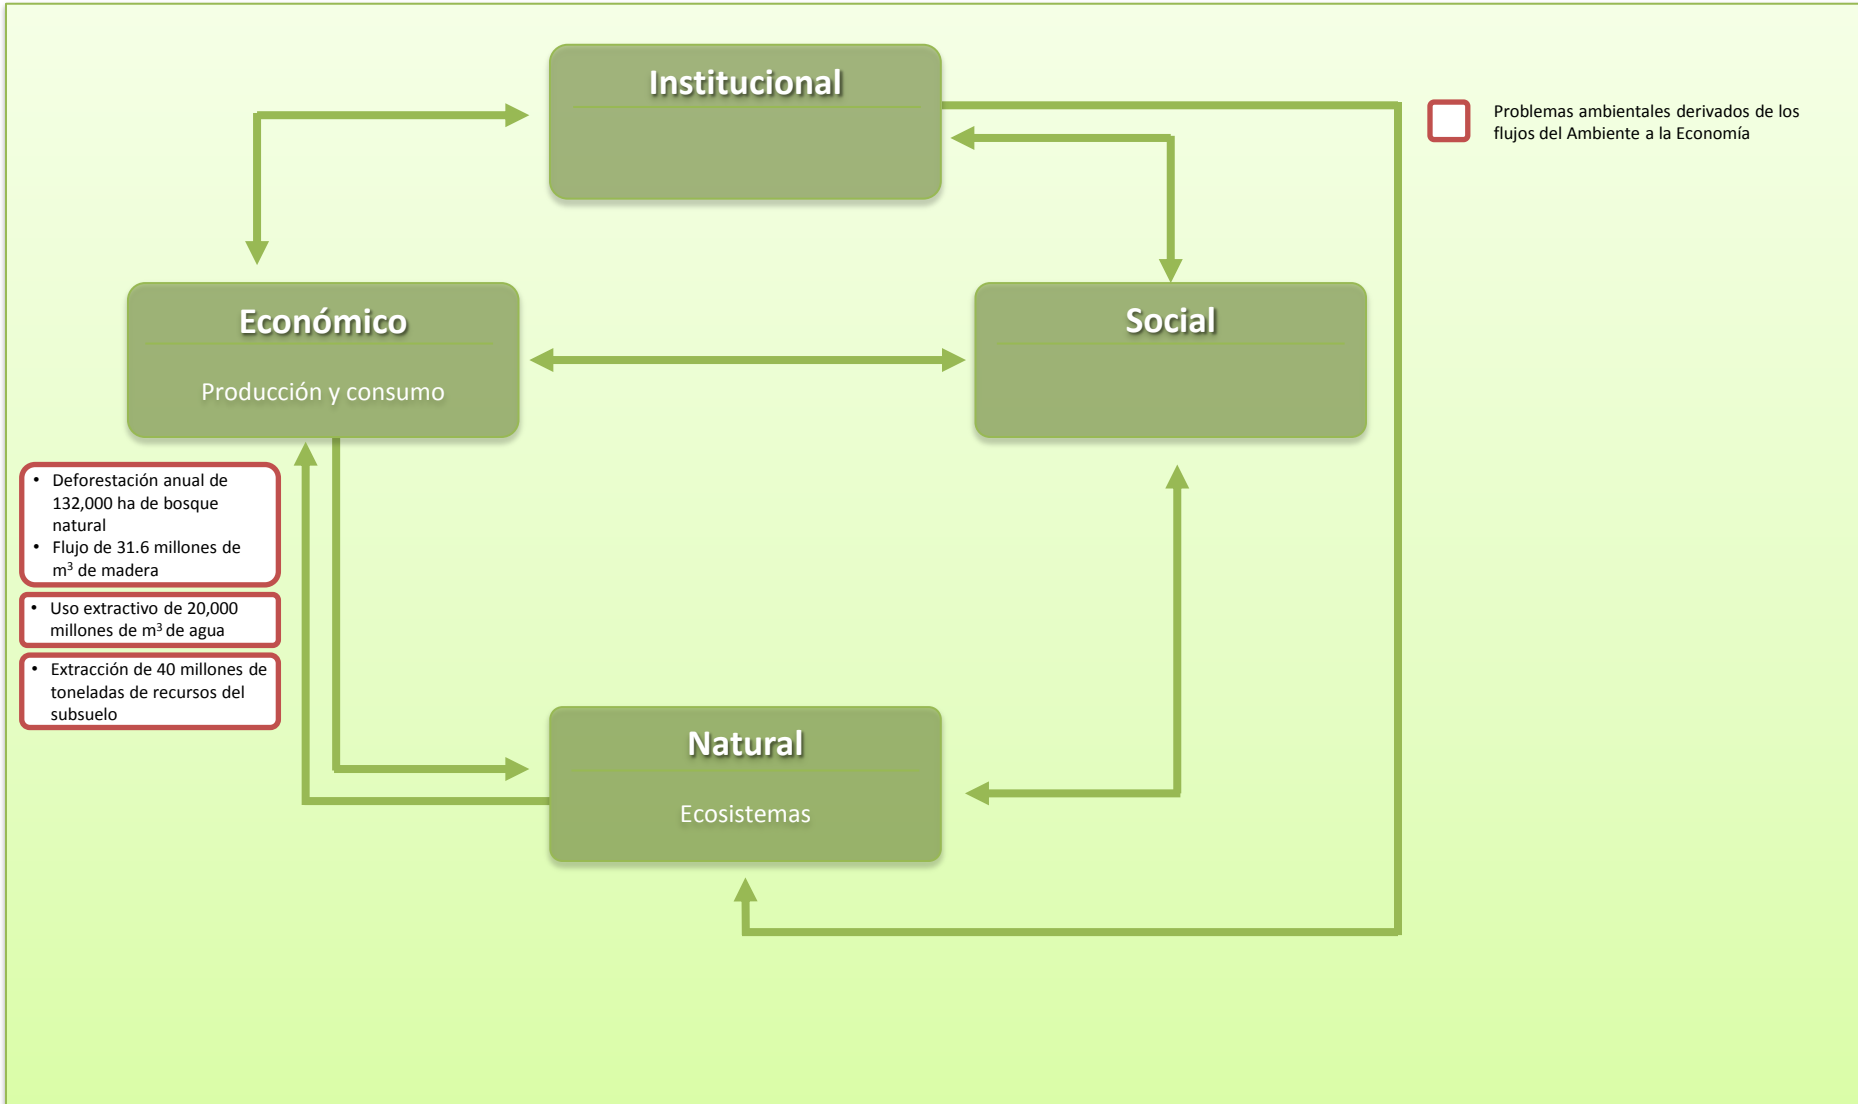 Institucional
Problemas ambientales derivados de los
flujos del Ambiente a la Economía
Económico
Producción y consumo
Social
• Deforestación anual de
132,000 ha de bosque
natural
• Flujo de 31.6 millones de
m³ de madera
• Uso extractivo de 20,000
millones de m³ de agua
• Extracción de 40 millones de
toneladas de recursos del
subsuelo
Natural
Ecosistemas